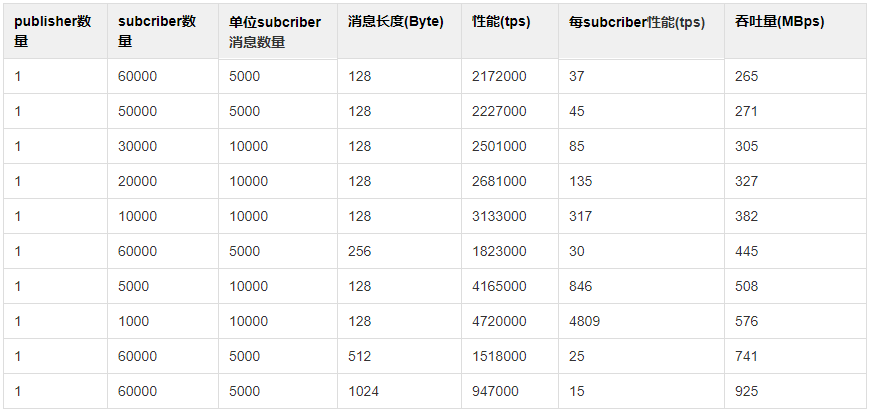 publisher数量 subcriber数量 单位subcriber消息数量 消息长度(Byte) 性能(tps) 每subcriber性能(tps) 吞吐量(MBps)
1 60000 5000 128 2172000 37 265
1 50000 5000 128 2227000 45 271
1 30000 10000 128 2501000 85 305
1 20000 10000 128 2681000 135 327
1 10000 10000 128 3133000 317 382
1 60000 5000 256 1823000 30 445
1 5000 10000 128 4165000 846 508
1 1000 10000 128 4720000 4809 576
1 60000 5000 512 1518000 25 741
1 60000 5000 1024 947000 15 925